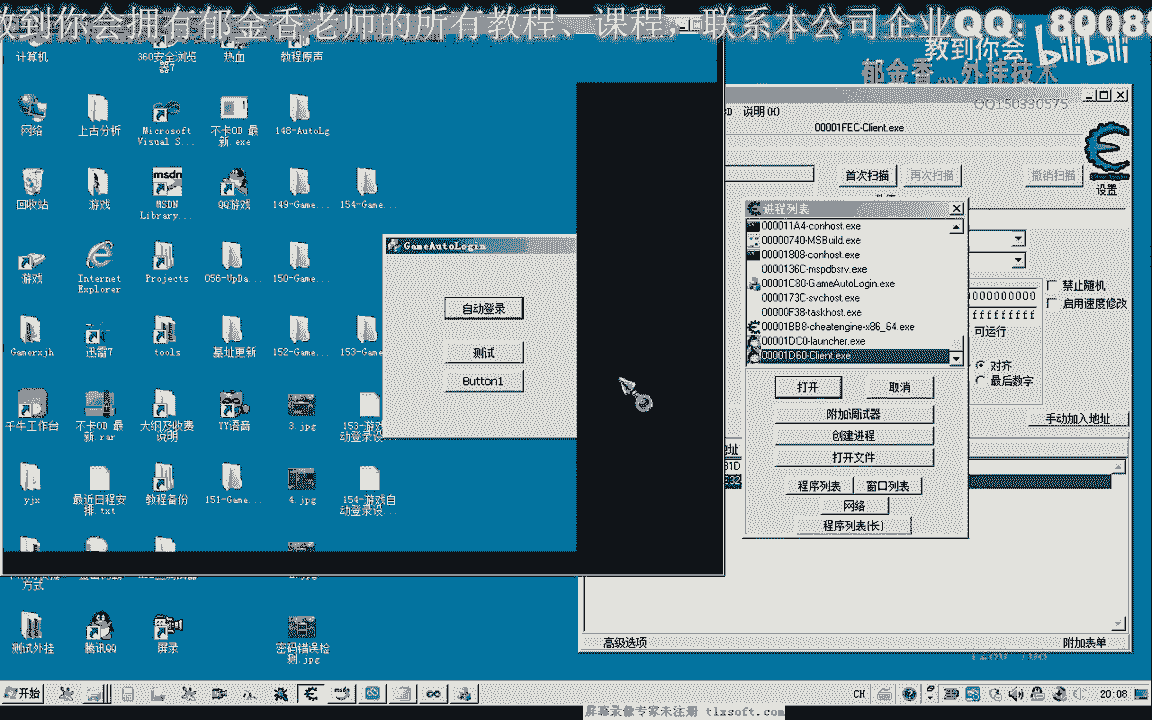 教到你会拥有郁金香老师的所有教程、课程，联系本公司企业QQ：8008
教到你会
bilibili
郁金香灬外挂技术
QQ150330575
计算机
360安全浏览器7
热血
教程原声
网络
上古分析
Microsoft Visual S...
不卡OD 最新.exe
148-AutoLg
回收站
游戏
MSDN Library...
QQ游戏
149-Game...
154-Game...
游戏
Internet Explorer
Projects
056-UpDa...
150-Game...
Gamerxjh
迅雷7
tools
基址更新
152-Game...
153-Game...
千牛工作台
不卡OD 最新.rar
大纲及收费说明
YY语音
3.jpg
yjx
最近日程安排.txt
教程备份
151-Game...
4.jpg
154-游戏自动登录设...
方式
测试外挂
腾讯QQ
屏录
密码错误检测.jpg
GameAutoLogin
自动登录
测试
Button1
说明(H)
00001FEC-Client.exe
首次扫描
再次扫描
撤销扫描
设置
进程列表
000011A4-conhost.exe
00000740-MSBuild.exe
00001808-conhost.exe
0000136C-mspdbsrv.exe
00001C80-GameAutoLogin.exe
0000173C-svchost.exe
00000F38-taskhost.exe
00001BB8-cheatengine-x86_64.exe
00001DC0-launcher.exe
00001D60-Client.exe
打开
取消
附加调试器
创建进程
打开文件
程序列表
窗口列表
网络
程序列表(长)
禁止随机
启用速度修改
可运行
对齐
最后数字
手动加入地址
高级选项
附加表单
开始
CH
20:08
屏幕录像专家未注册 tlxsoft.com